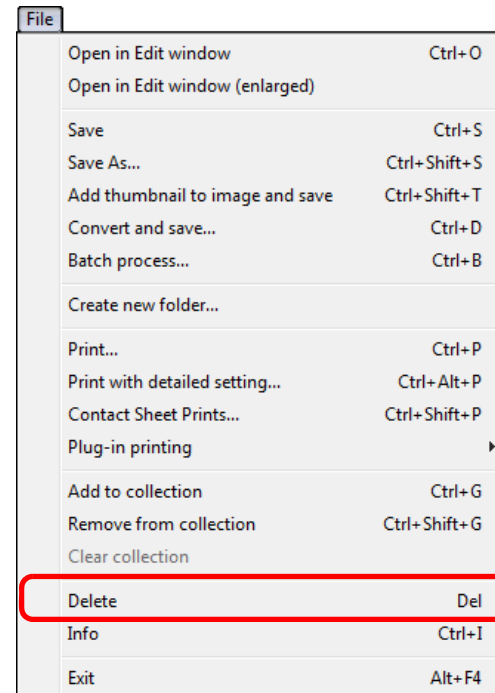 File
Open in Edit window Ctrl+O
Open in Edit window (enlarged)
Save Ctrl+S
Save As... Ctrl+Shift+S
Add thumbnail to image and save Ctrl+Shift+T
Convert and save... Ctrl+D
Batch process... Ctrl+B
Create new folder...
Print... Ctrl+P
Print with detailed setting... Ctrl+Alt+P
Contact Sheet Prints... Ctrl+Shift+P
Plug-in printing
Add to collection Ctrl+G
Remove from collection Ctrl+Shift+G
Clear collection
Delete Del
Info Ctrl+I
Exit Alt+F4